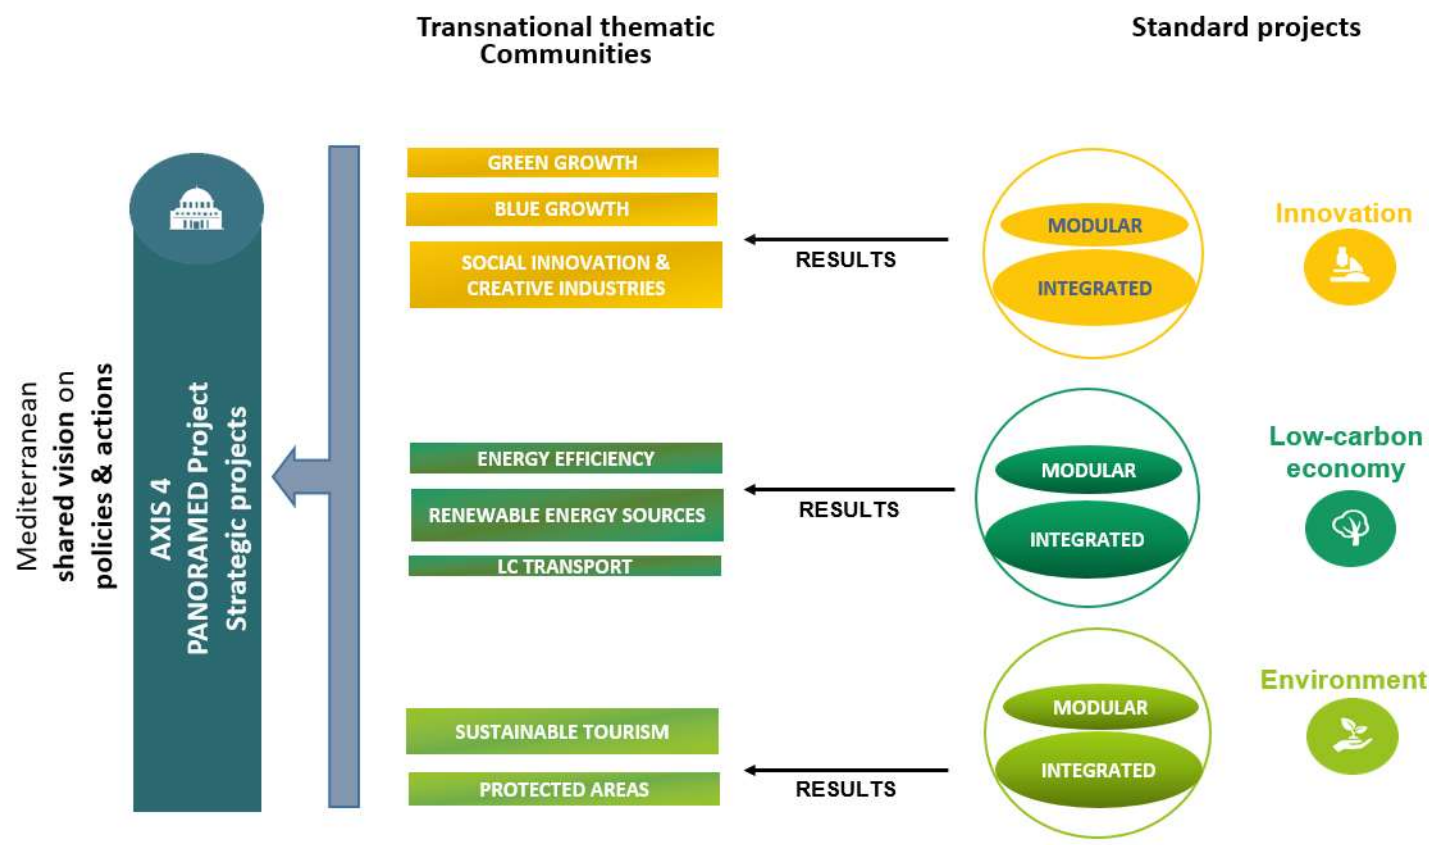 Transnational thematic
Communities
Standard projects
GREEN GROWTH
BLUE GROWTH
SOCIAL INNOVATION &
CREATIVE INDUSTRIES
RESULTS
MODULAR
INTEGRATED
Innovation
Mediterranean
shared vision on
policies & actions
AXIS 4
PANORAMED Project
Strategic projects
ENERGY EFFICIENCY
RENEWABLE ENERGY SOURCES
LC TRANSPORT
RESULTS
MODULAR
INTEGRATED
Low-carbon
economy
SUSTAINABLE TOURISM
PROTECTED AREAS
RESULTS
MODULAR
INTEGRATED
Environment